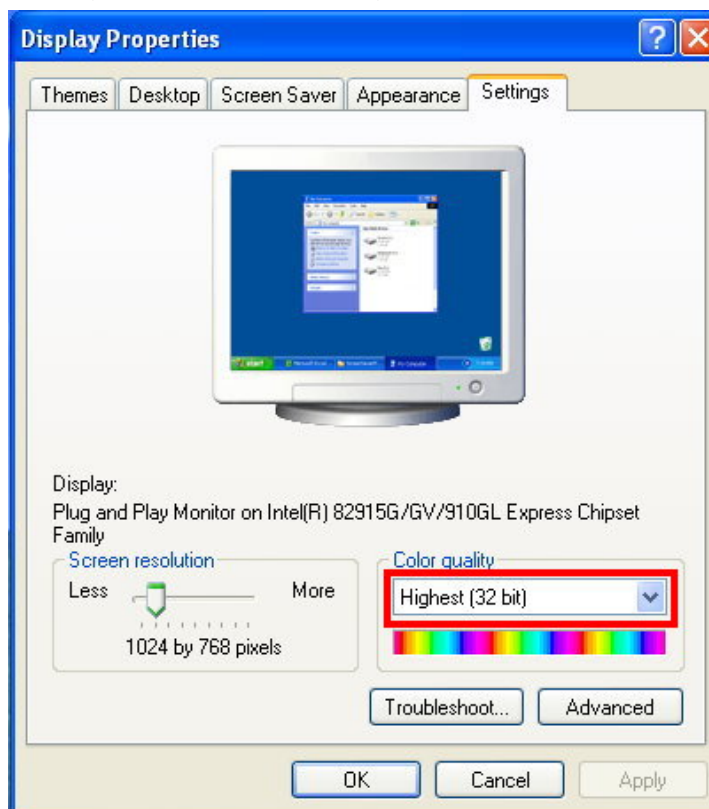 Display Properties
?
Themes Desktop Screen Saver Appearance Settings
start
Display:
Plug and Play Monitor on Intel(R) 82915G/GV/910GL Express Chipset
Family
Screen resolution
Less More
1024 by 768 pixels
Color quality
Highest (32 bit)
Troubleshoot... Advanced
OK Cancel Apply